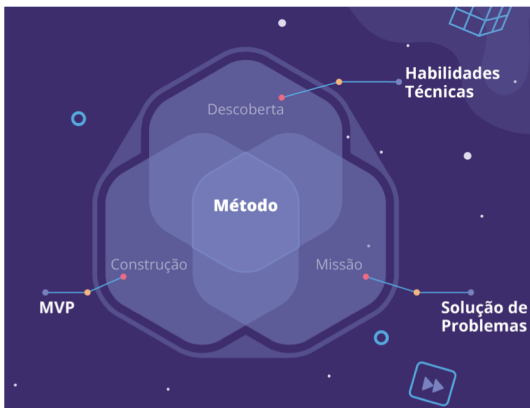 Habilidades
Técnicas
Descoberta
Método
Construção
Missão
MVP
Solução de
Problemas